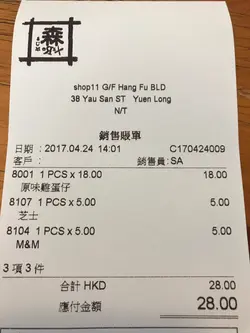 森
shop11 G/F Hang Fu BLD
38 Yau San ST Yuen Long
N/T
銷售賬單
日期：2017.04.24 14:01 C170424009
客戶： 銷售員: SA
8001 1 PCS x 18.00 18.00
原味雞蛋仔
8107 1 PCS x 5.00 5.00
芝士
8104 1 PCS x 5.00 5.00
M&M
3 項 3 件
合計 HKD 28.00
應付金額 28.00